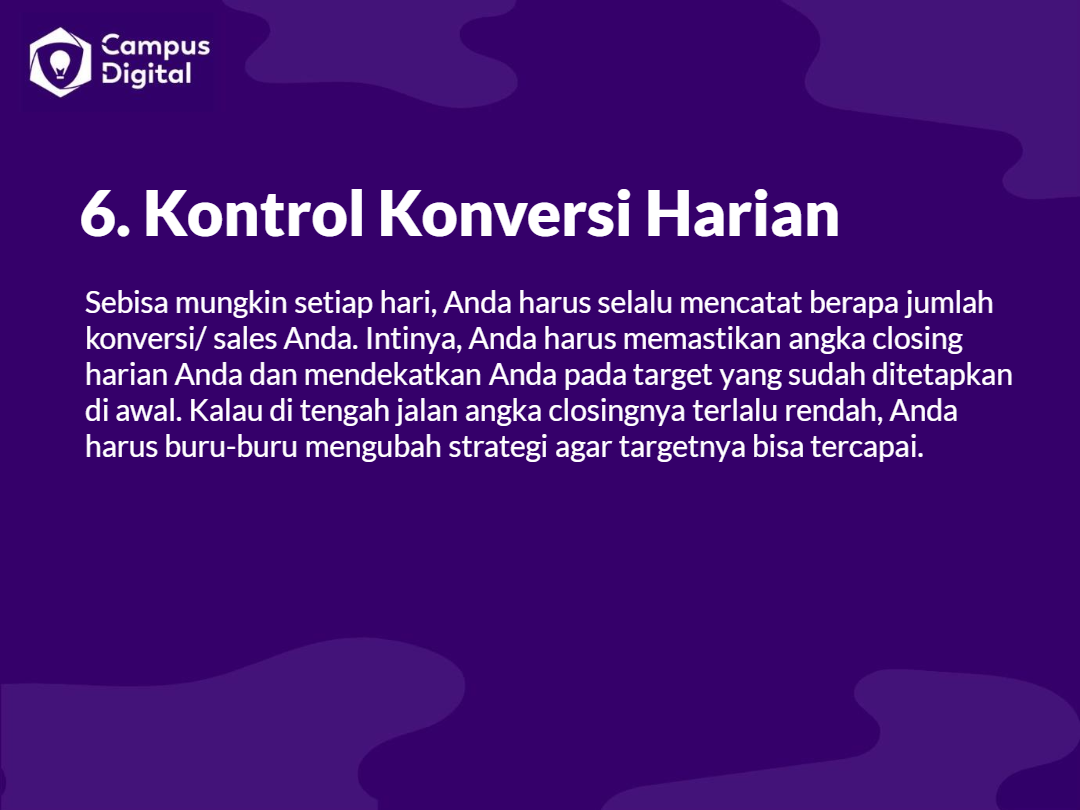 Campus
Digital
6. Kontrol Konversi Harian
Sebisa mungkin setiap hari, Anda harus selalu mencatat berapa jumlah
konversi/ sales Anda. Intinya, Anda harus memastikan angka closing
harian Anda dan mendekatkan Anda pada target yang sudah ditetapkan
di awal. Kalau di tengah jalan angka closingnya terlalu rendah, Anda
harus buru-buru mengubah strategi agar targetnya bisa tercapai.